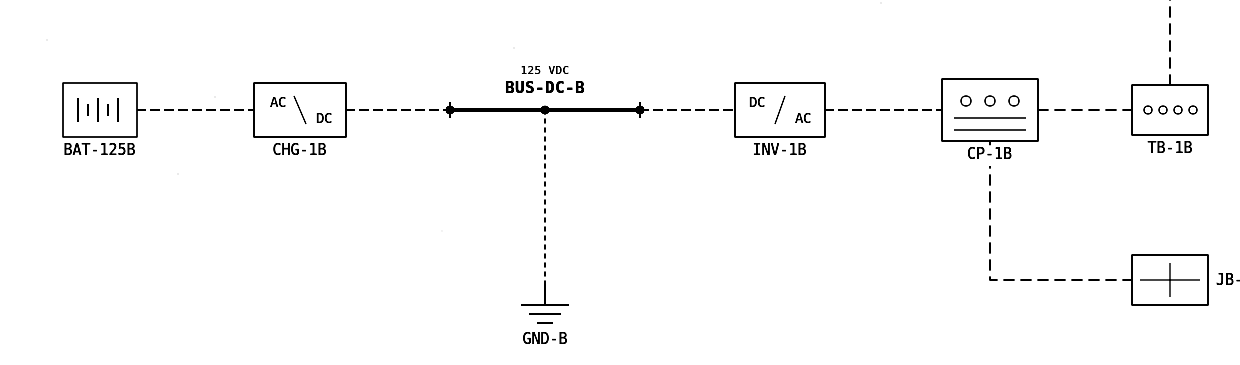 125 VDC
BUS-DC-B
AC
DC
DC
AC
BAT-125B
CHG-1B
INV-1B
CP-1B
TB-1B
JB-
GND-B